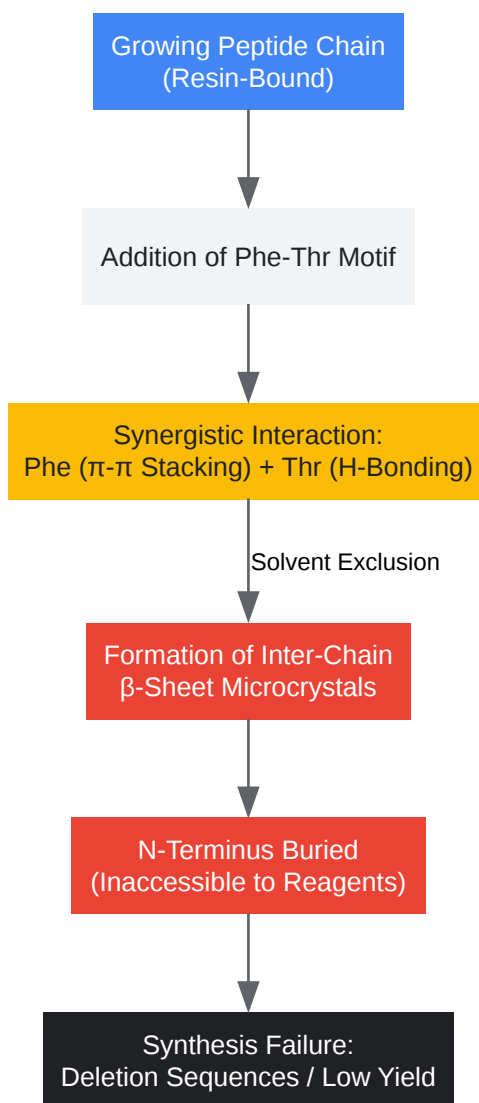 Growing Peptide Chain
(Resin-Bound)
Addition of Phe-Thr Motif
Synergistic Interaction:
Phe (π-π Stacking) + Thr (H-Bonding)
Solvent Exclusion
Formation of Inter-Chain
β-Sheet Microcrystals
N-Terminus Buried
(Inaccessible to Reagents)
Synthesis Failure:
Deletion Sequences / Low Yield